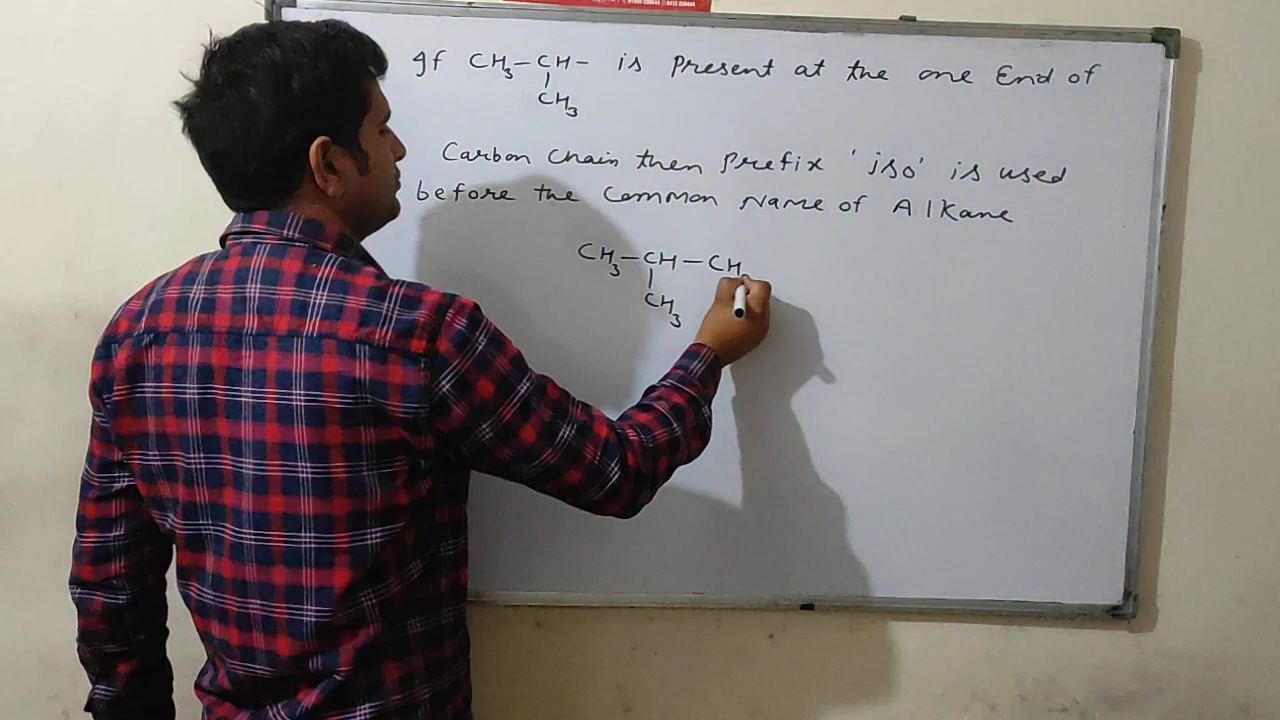 If CH₃–CH– is Present at the one End of
CH₃
Carbon Chain then Prefix 'iso' is used
before the Common Name of Alkane
CH₃–CH–CH
CH₃